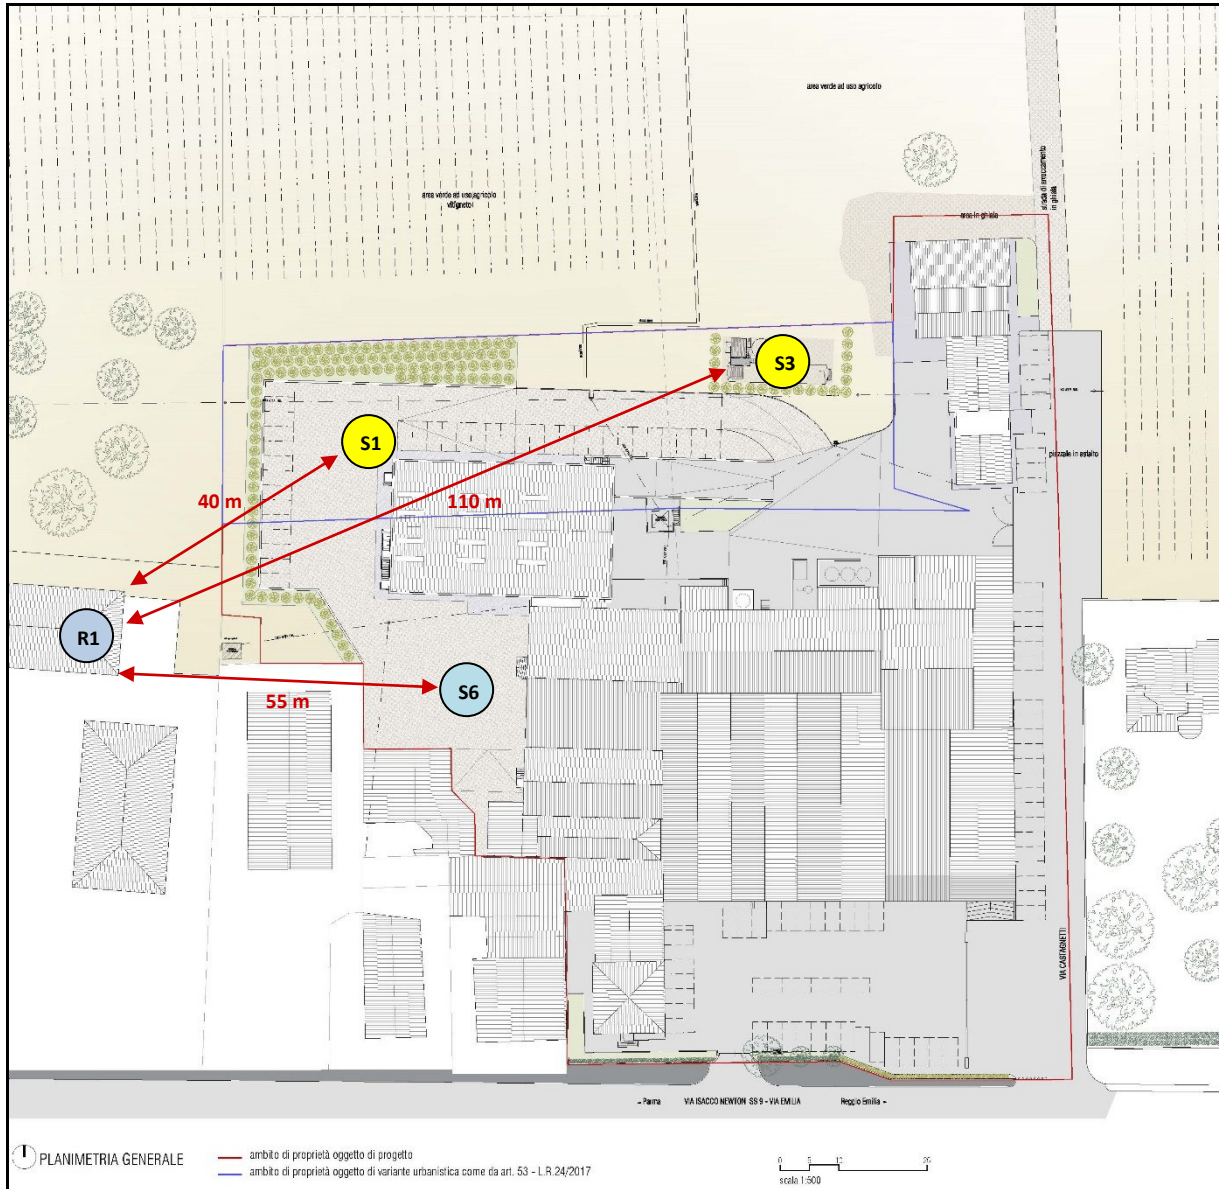 area verde ad uso agricolo
strada di arroccamento
in ghiaia
area verde ad uso agricolo
vitigneto
area in ghiaia
S3
S1
piazzale in asfalto
40 m
110 m
R1
S6
55 m
VIA CASTAGNETTI
← Parma VIA ISACCO NEWTON SS 9 - VIA EMILIA Reggio Emilia →
PLANIMETRIA GENERALE
ambito di proprietà oggetto di progetto
ambito di proprietà oggetto di variante urbanistica come da art. 53 - L.R.24/2017
0 5 10 20
scala 1:500